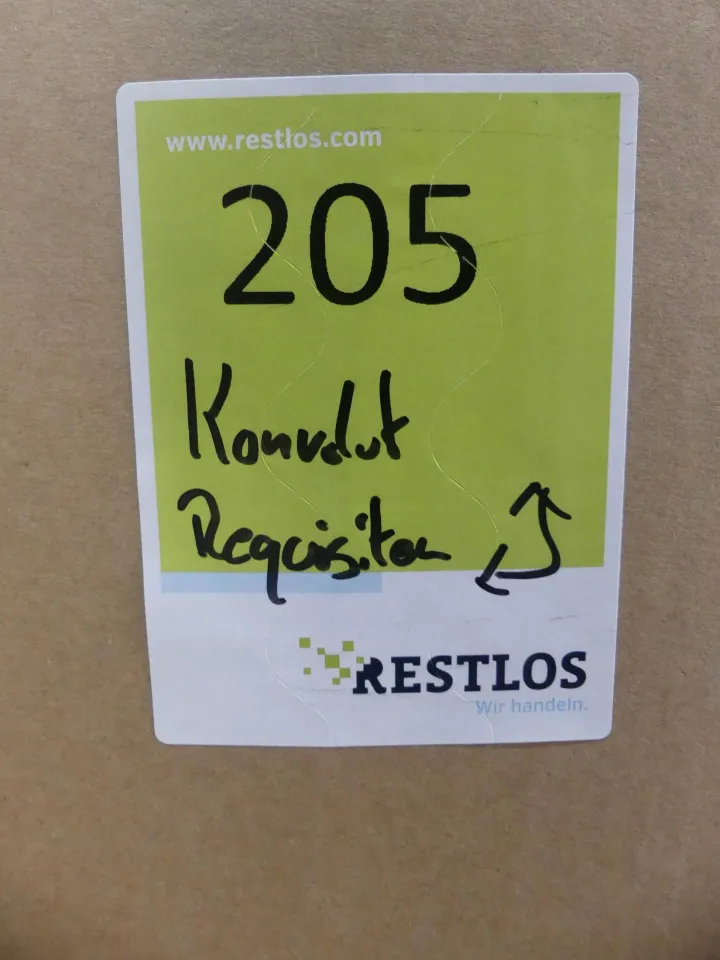 www.restlos.com
205
Konvolut
Requisiten
RESTLOS
Wir handeln.